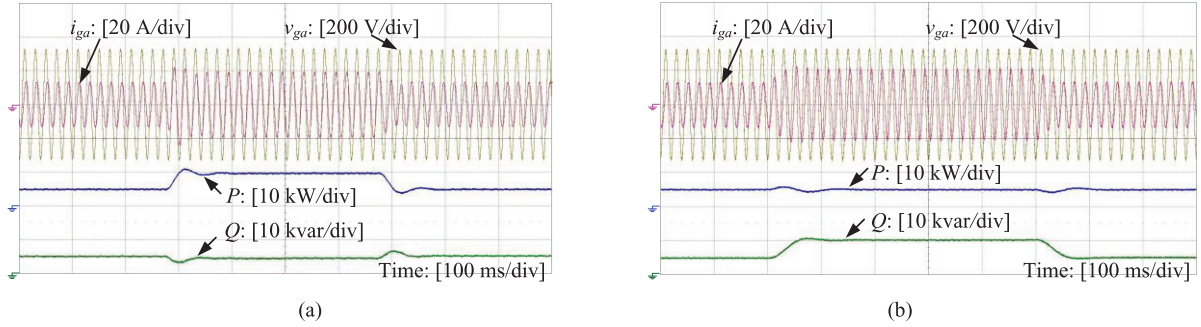 i_ga: [20 A/div]
v_ga: [200 V/div]
P: [10 kW/div]
Q: [10 kvar/div]
Time: [100 ms/div]
(a)
i_ga: [20 A/div]
v_ga: [200 V/div]
P: [10 kW/div]
Q: [10 kvar/div]
Time: [100 ms/div]
(b)